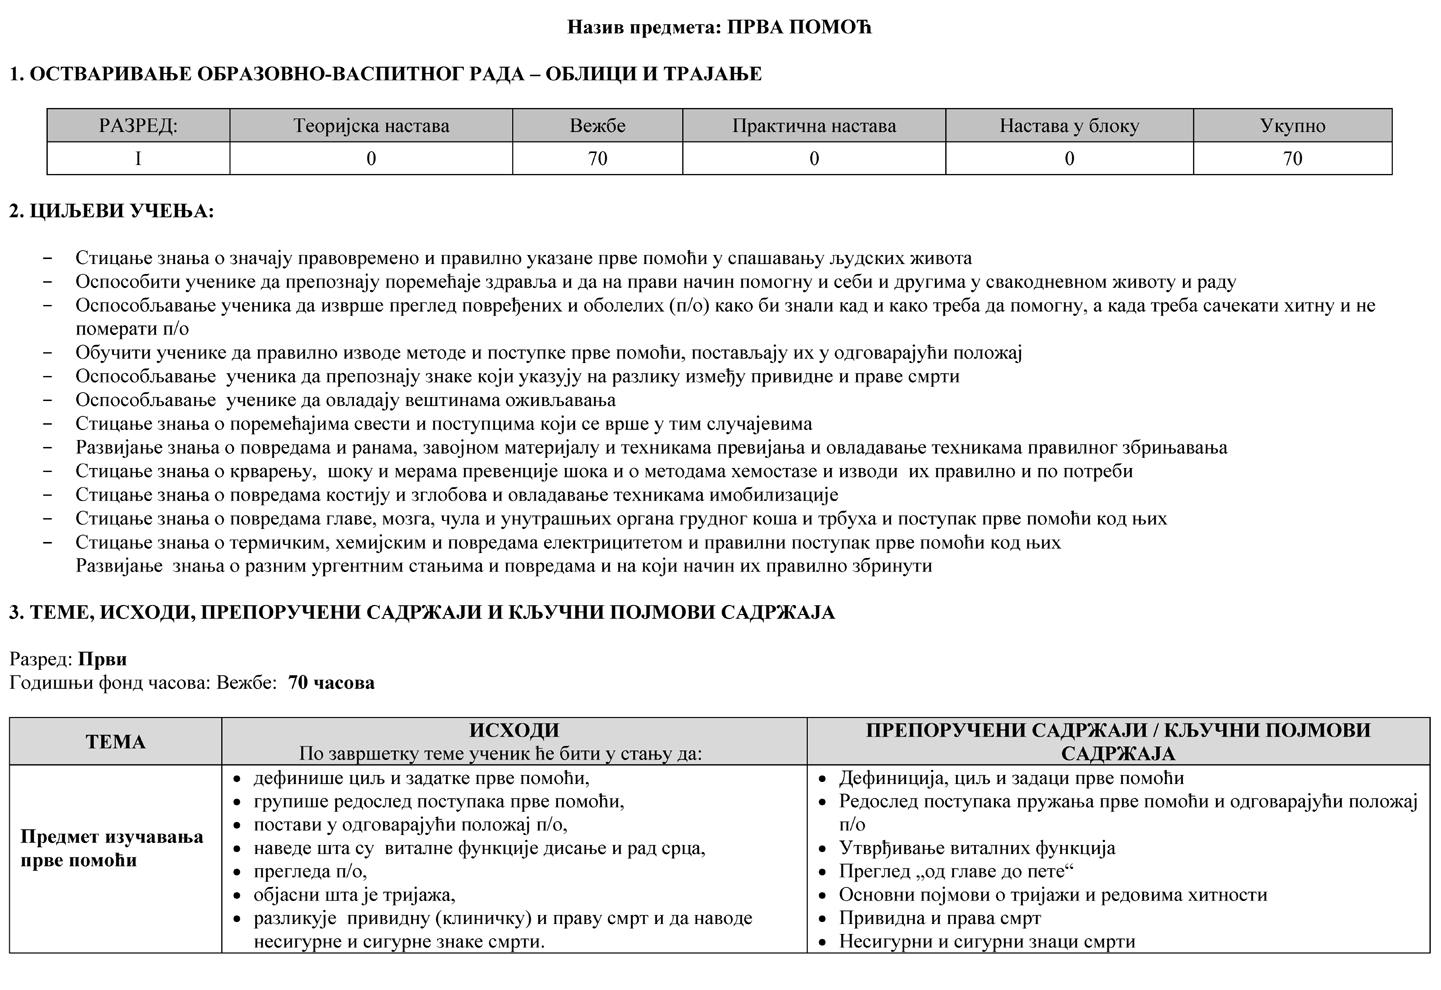 Назив предмета: ПРВА ПОМОЋ
1. ОСТВАРИВАЊЕ ОБРАЗОВНО-ВАСПИТНОГ РАДА – ОБЛИЦИ И ТРАЈАЊЕ
РАЗРЕД: Теоријска настава Вежбе Практична настава Настава у блоку Укупно
I 0 70 0 0 70
2. ЦИЉЕВИ УЧЕЊА:
− Стицање знања о значају правовремено и правилно указане прве помоћи у спашавању људских живота
− Оспособити ученике да препознају поремећаје здравља и да на прави начин помогну и себи и другима у свакодневном животу и раду
− Оспособљавање ученика да изврше преглед повређених и оболелих (п/о) како би знали кад и како треба да помогну, а када треба сачекати хитну и не
померати п/о
− Обучити ученике да правилно изводе методе и поступке прве помоћи, постављају их у одговарајући положај
− Оспособљавање ученика да препознају знаке који указују на разлику између привидне и праве смрти
− Оспособљавање ученике да овладају вештинама оживљавања
− Стицање знања о поремећајима свести и поступцима који се врше у тим случајевима
− Развијање знања о повредама и ранама, завојном материјалу и техникама превијања и овладавање техникама правилног збрињавања
− Стицање знања о крварењу, шоку и мерама превенције шока и о методама хемостазе и изводи их правилно и по потреби
− Стицање знања о повредама костију и зглобова и овладавање техникама имобилизације
− Стицање знања о повредама главе, мозга, чула и унутрашњих органа грудног коша и трбуха и поступак прве помоћи код њих
− Стицање знања о термичким, хемијским и повредама електрицитетом и правилни поступак прве помоћи код њих
Развијање знања о разним ургентним стањима и повредама и на који начин их правилно збринути
3. ТЕМЕ, ИСХОДИ, ПРЕПОРУЧЕНИ САДРЖАЈИ И КЉУЧНИ ПОЈМОВИ САДРЖАЈА
Разред: Први
Годишњи фонд часова: Вежбе: 70 часова
ТЕМА
ИСХОДИ
По завршетку теме ученик ће бити у стању да:
ПРЕПОРУЧЕНИ САДРЖАЈИ / КЉУЧНИ ПОЈМОВИ
САДРЖАЈА
Предмет изучавања
прве помоћи
• дефинише циљ и задатке прве помоћи,
• групише редослед поступака прве помоћи,
• постави у одговарајући положај п/о,
• наведе шта су виталне функције дисање и рад срца,
• прегледа п/о,
• објасни шта је тријажа,
• разликује привидну (клиничку) и праву смрт и да наводе
несигурне и сигурне знаке смрти.
• Дефиниција, циљ и задаци прве помоћи
• Редослед поступака пружања прве помоћи и одговарајући положај
п/о
• Утврђивање виталних функција
• Преглед „од главе до пете“
• Основни појмови о тријажи и редовима хитности
• Привидна и права смрт
• Несигурни и сигурни знаци смрти